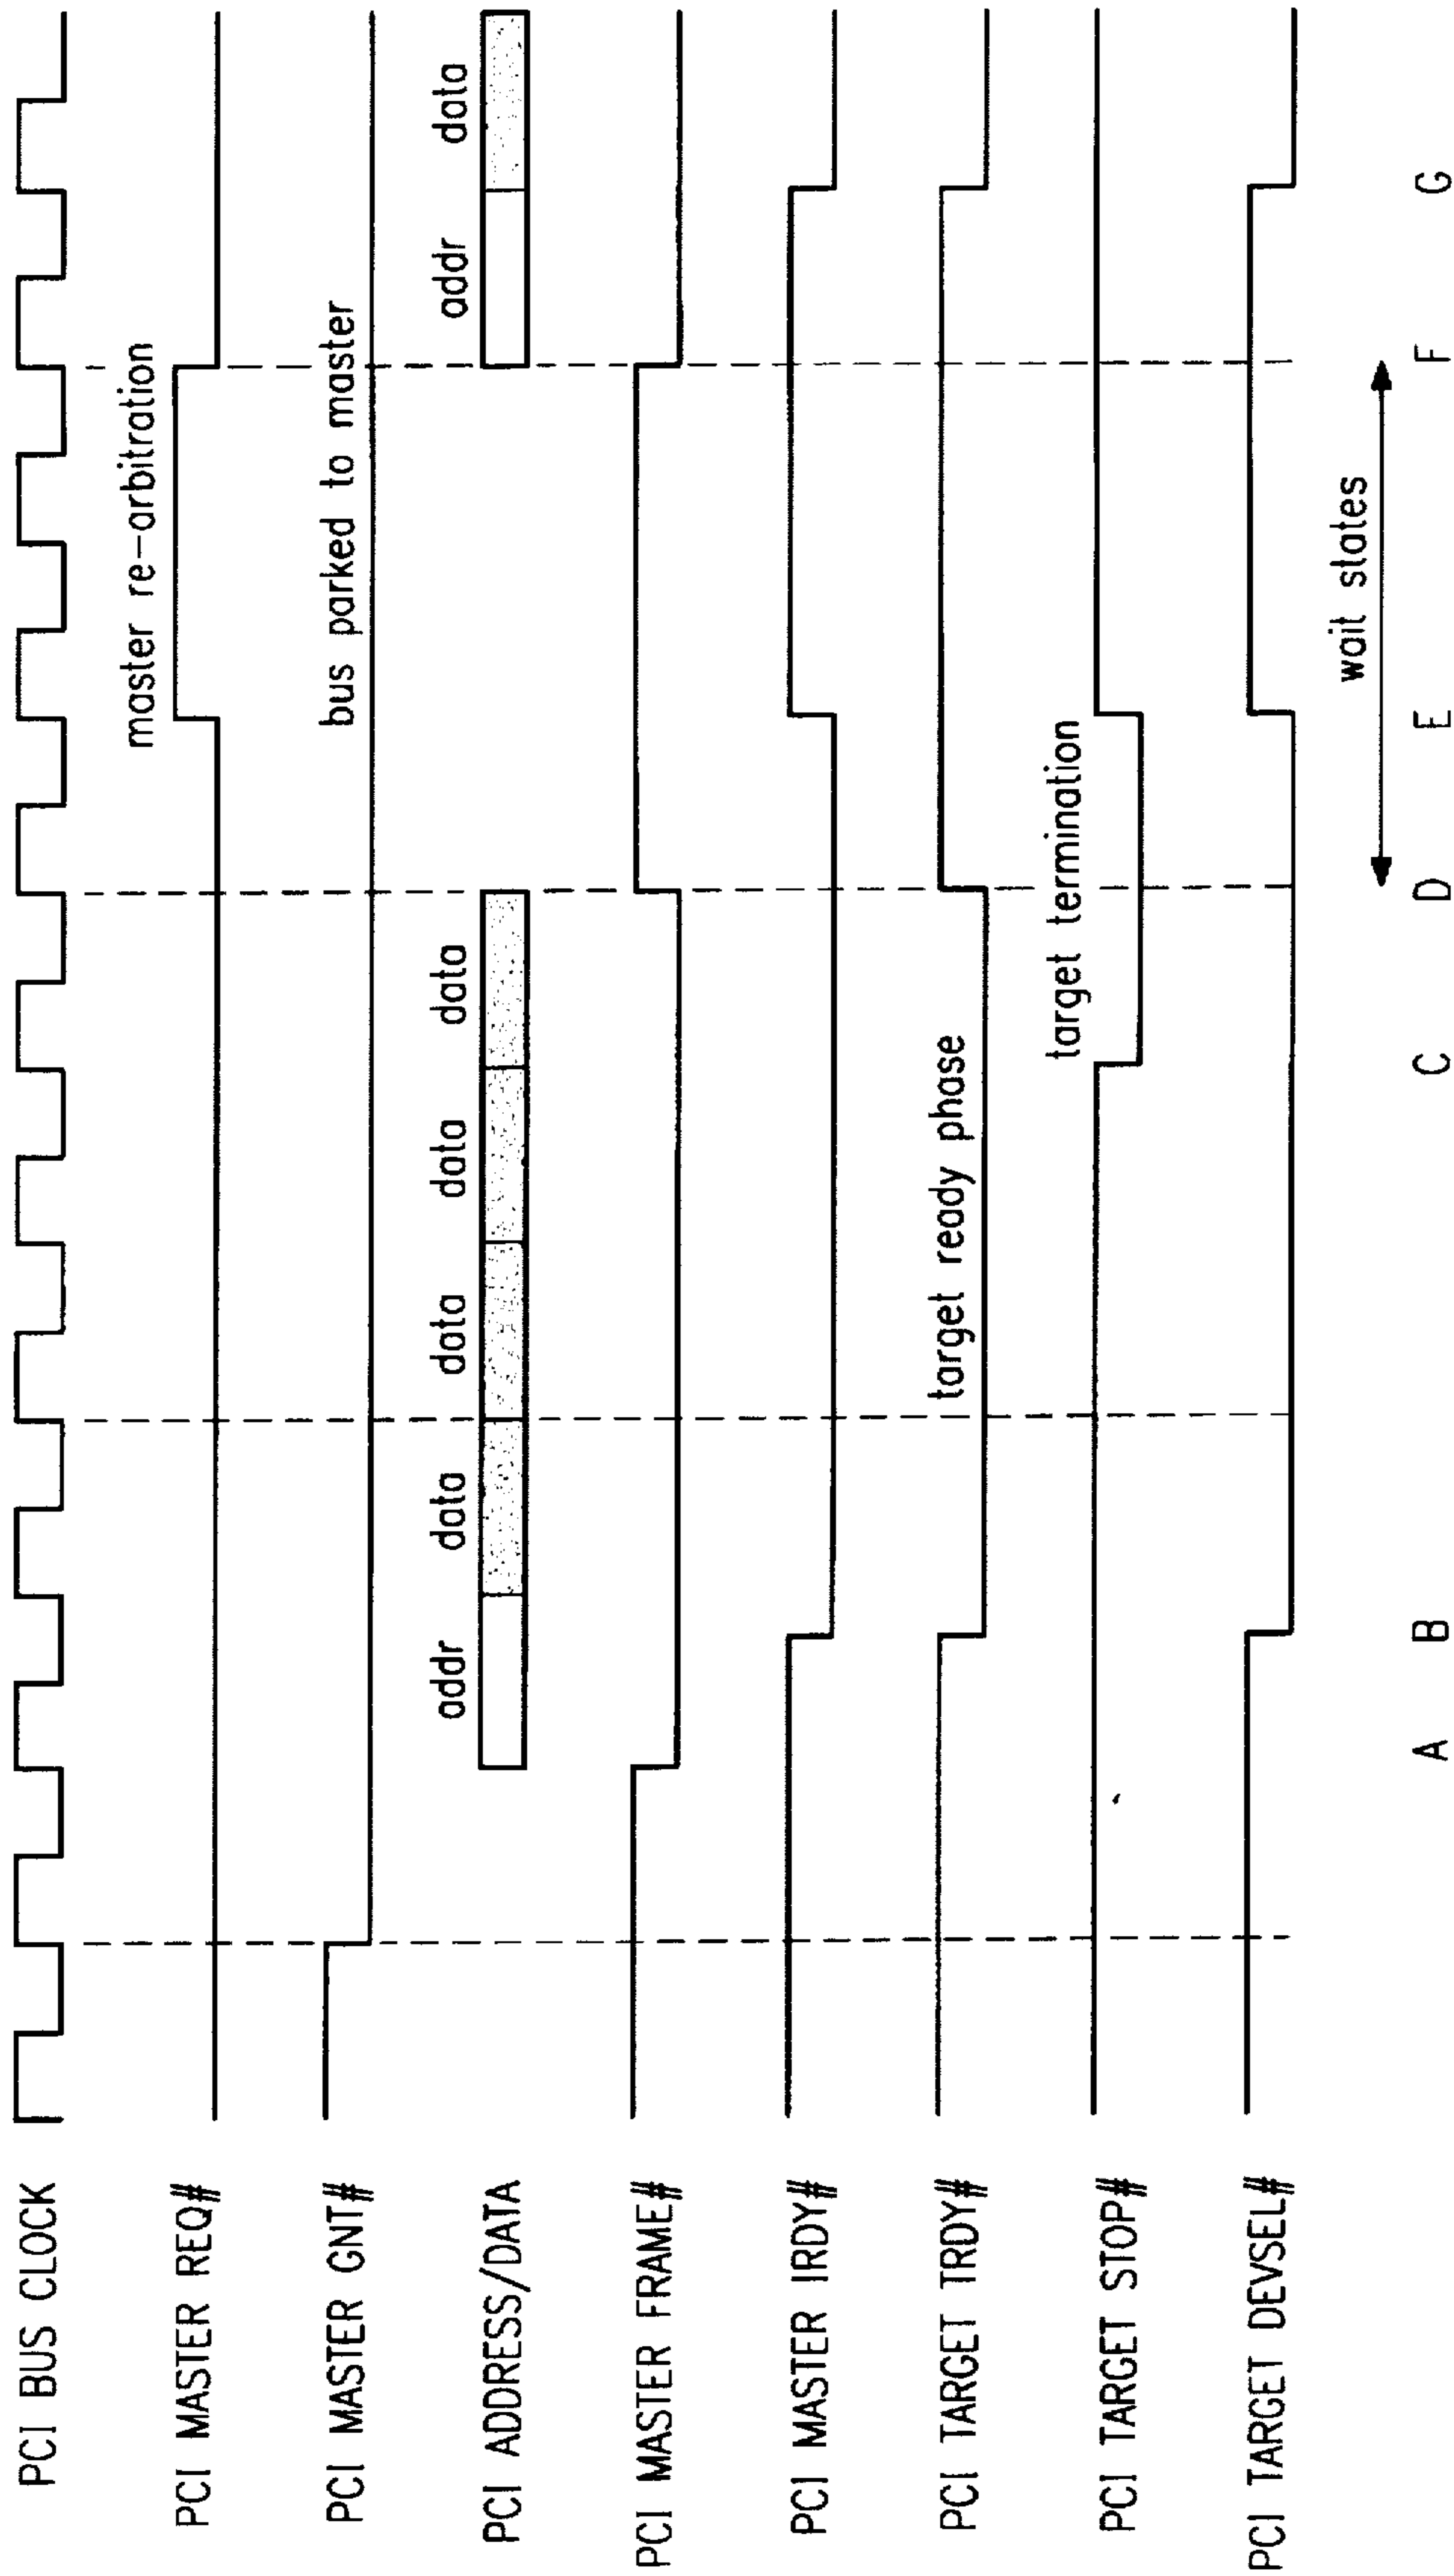 PCI BUS CLOCK
PCI MASTER REQ#
master re-arbitration
PCI MASTER GNT#
bus parked to master
PCI ADDRESS/DATA
addr data data data data addr data
PCI MASTER FRAME#
PCI MASTER IRDY#
PCI TARGET TRDY#
target ready phase
PCI TARGET STOP#
target termination
PCI TARGET DEVSEL#
wait states
A B C D E F G